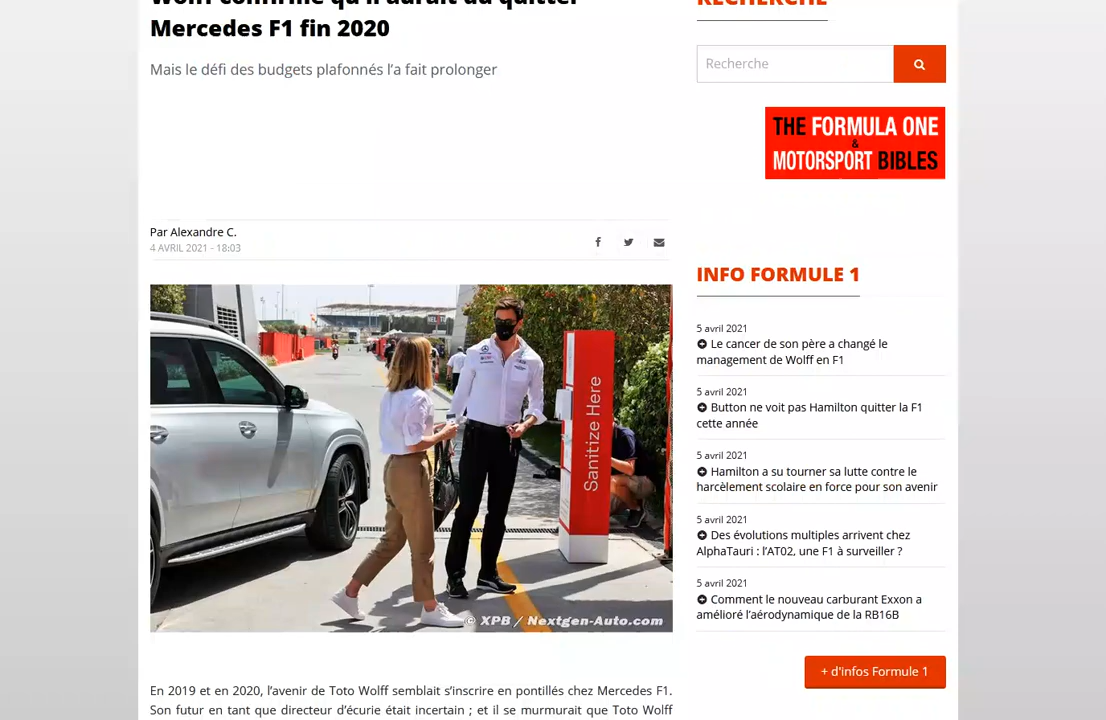 Mercedes F1 fin 2020
Mais le défi des budgets plafonnés l’a fait prolonger
Par Alexandre C.
4 AVRIL 2021 - 18:03
Sanitize Here
© XPB / Nextgen-Auto.com
En 2019 et en 2020, l’avenir de Toto Wolff semblait s’inscrire en pontillés chez Mercedes F1.
Son futur en tant que directeur d’écurie était incertain ; et il se murmurait que Toto Wolff
RECHERCHE
Recherche
THE FORMULA ONE
&
MOTORSPORT BIBLES
INFO FORMULE 1
5 avril 2021
Le cancer de son père a changé le
management de Wolff en F1
5 avril 2021
Button ne voit pas Hamilton quitter la F1
cette année
5 avril 2021
Hamilton a su tourner sa lutte contre le
harcèlement scolaire en force pour son avenir
5 avril 2021
Des évolutions multiples arrivent chez
AlphaTauri : l’AT02, une F1 à surveiller ?
5 avril 2021
Comment le nouveau carburant Exxon a
amélioré l’aérodynamique de la RB16B
+ d'infos Formule 1